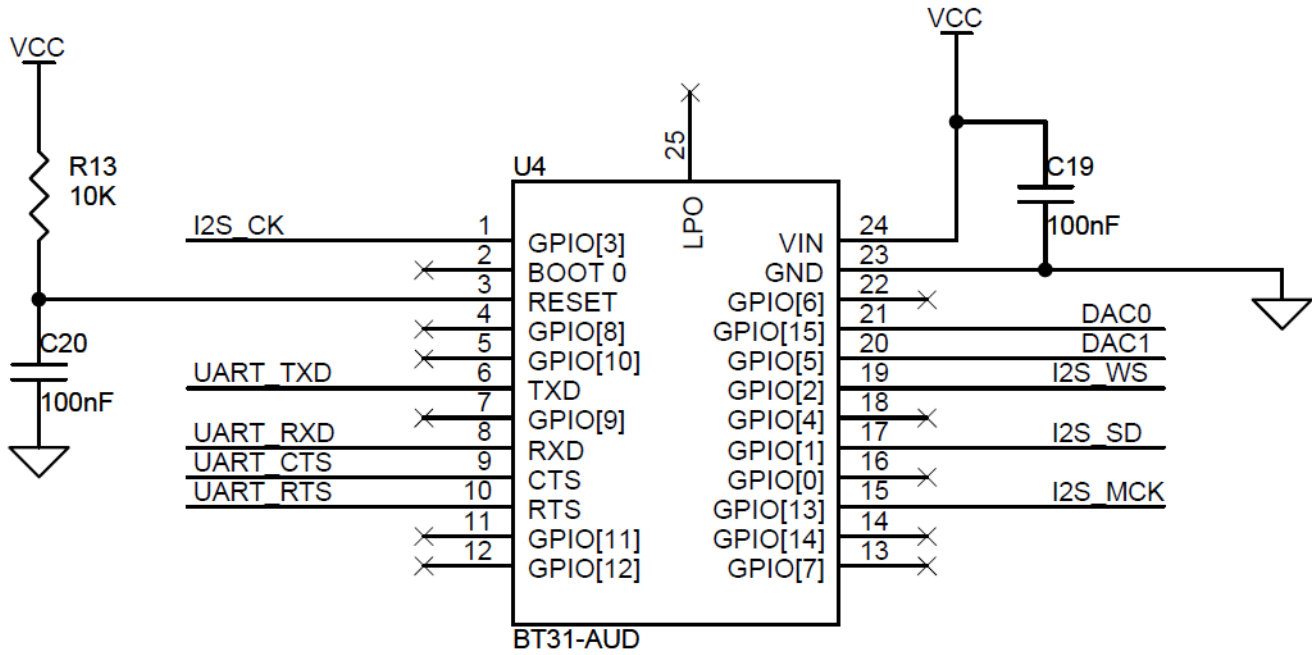 VCC
VCC
25
R13
10K
U4
C19
100nF
LPO
I2S_CK 1 GPIO[3] VIN 24
2 BOOT 0 GND 23
3 RESET GPIO[6] 22
4 GPIO[8] GPIO[15] 21 DAC0
5 GPIO[10] GPIO[5] 20 DAC1
UART_TXD 6 TXD GPIO[2] 19 I2S_WS
7 GPIO[9] GPIO[4] 18
UART_RXD 8 RXD GPIO[1] 17 I2S_SD
UART_CTS 9 CTS GPIO[0] 16
UART_RTS 10 RTS GPIO[13] 15 I2S_MCK
11 GPIO[11] GPIO[14] 14
12 GPIO[12] GPIO[7] 13
C20
100nF
BT31-AUD